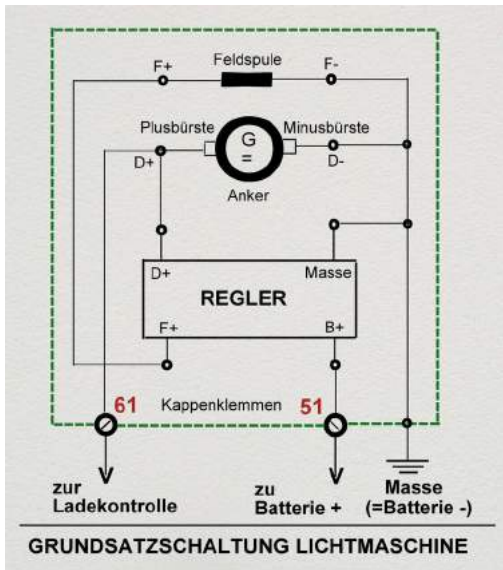 F+ Feldspule F-
Plusbürste G Minusbürste
=
D+ D-
Anker
D+ Masse
REGLER
F+ B+
61 Kappenklemmen 51
zur zu Masse
Ladekontrolle Batterie + (=Batterie -)
GRUNDSATZSCHALTUNG LICHTMASCHINE